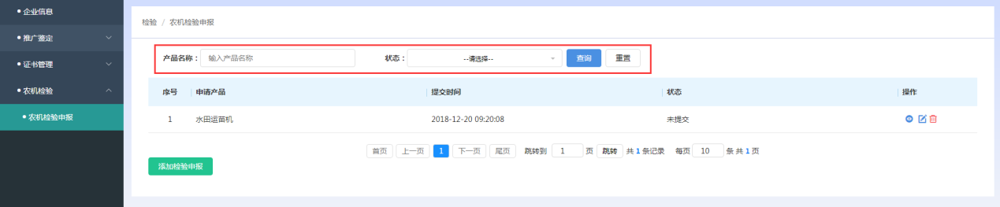 企业信息
推广鉴定
证书管理
农机检验
农机检验申报
检验 / 农机检验申报
产品名称： 输入产品名称 状态： --请选择-- 查询 重置
序号 申请产品 提交时间 状态 操作
1 水田运苗机 2018-12-20 09:20:08 未提交
首页 上一页 1 下一页 尾页 跳转到 1 页 跳转 共 1 条记录 每页 10 条 共 1 页
添加检验申报